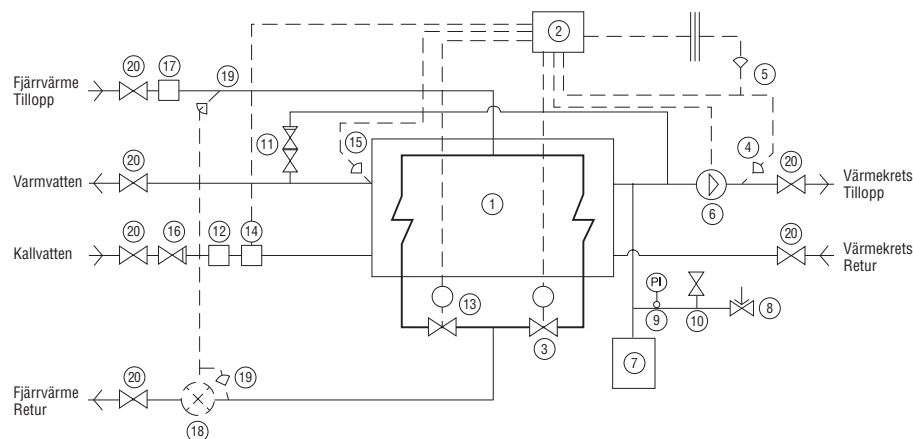 2
20
17
19
5
Fjärrvärme
Tillopp
11
15
4
20
20
Varmvatten
1
6
Värmekrets
Tillopp
20
16
12
14
20
Kallvatten
Värmekrets
Retur
PI
13
9
10
8
3
7
20
19
Fjärrvärme
Retur
18